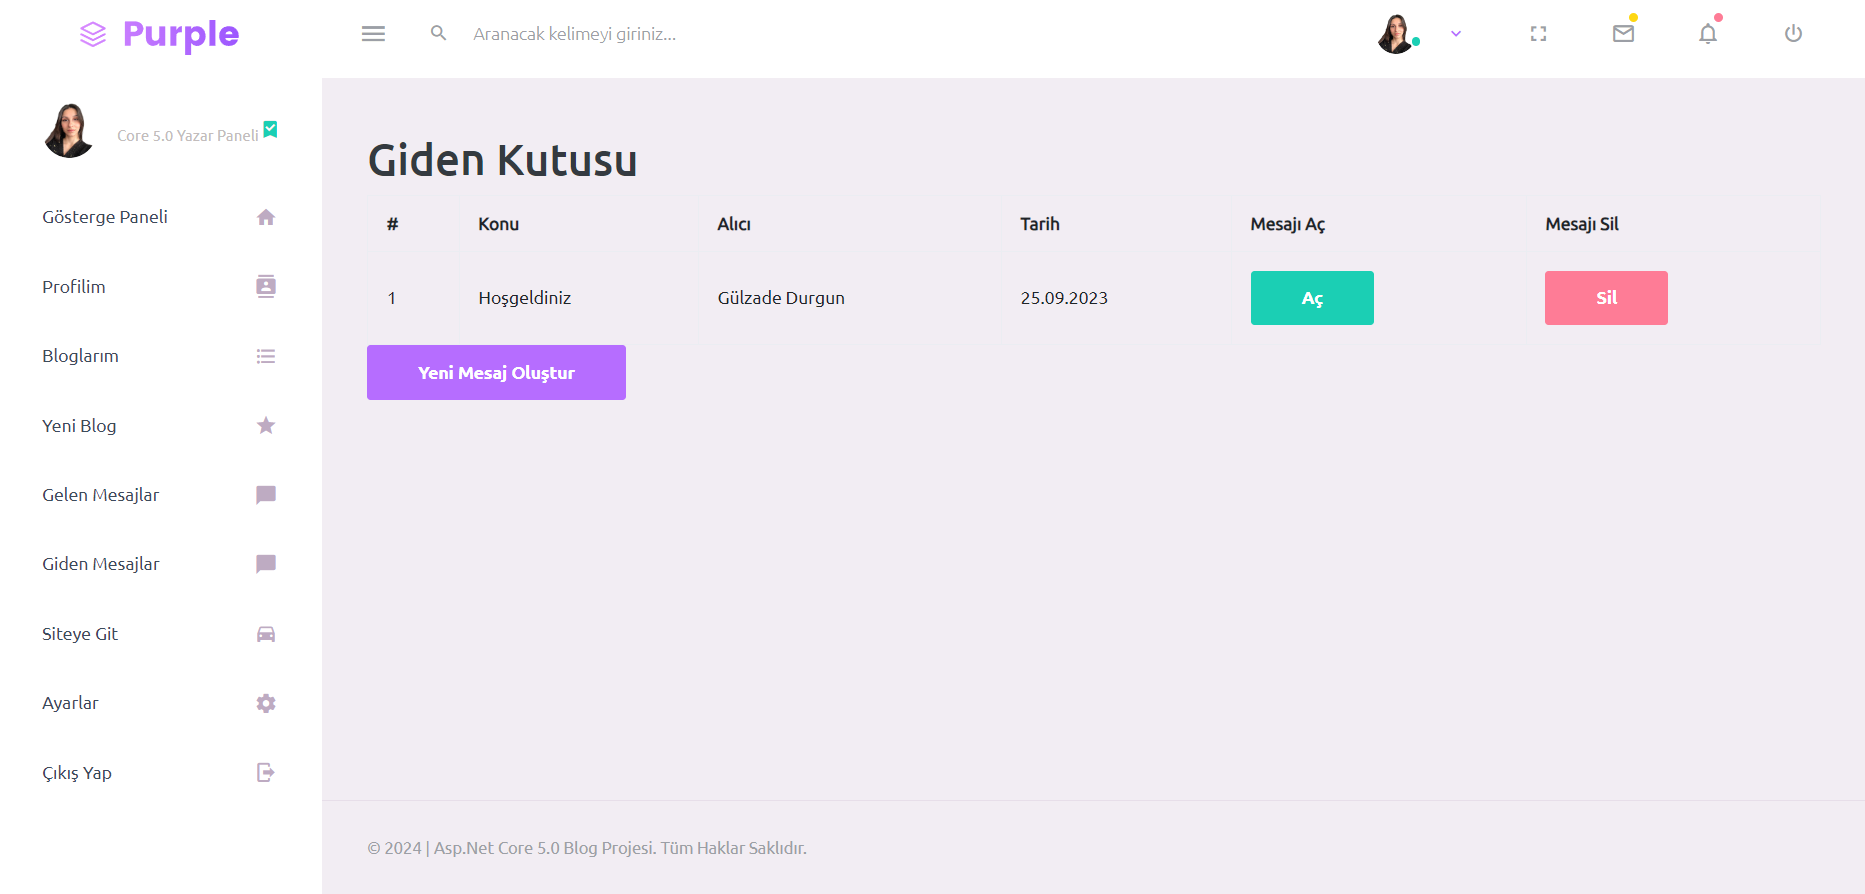 Purple
Aranacak kelimeyi giriniz...
Core 5.0 Yazar Paneli
Gösterge Paneli
Profilim
Bloglarım
Yeni Blog
Gelen Mesajlar
Giden Mesajlar
Siteye Git
Ayarlar
Çıkış Yap
Giden Kutusu
# Konu Alıcı Tarih Mesajı Aç Mesajı Sil
1 Hoşgeldiniz Gülzade Durgun 25.09.2023 Aç Sil
Yeni Mesaj Oluştur
© 2024 | Asp.Net Core 5.0 Blog Projesi. Tüm Haklar Saklıdır.